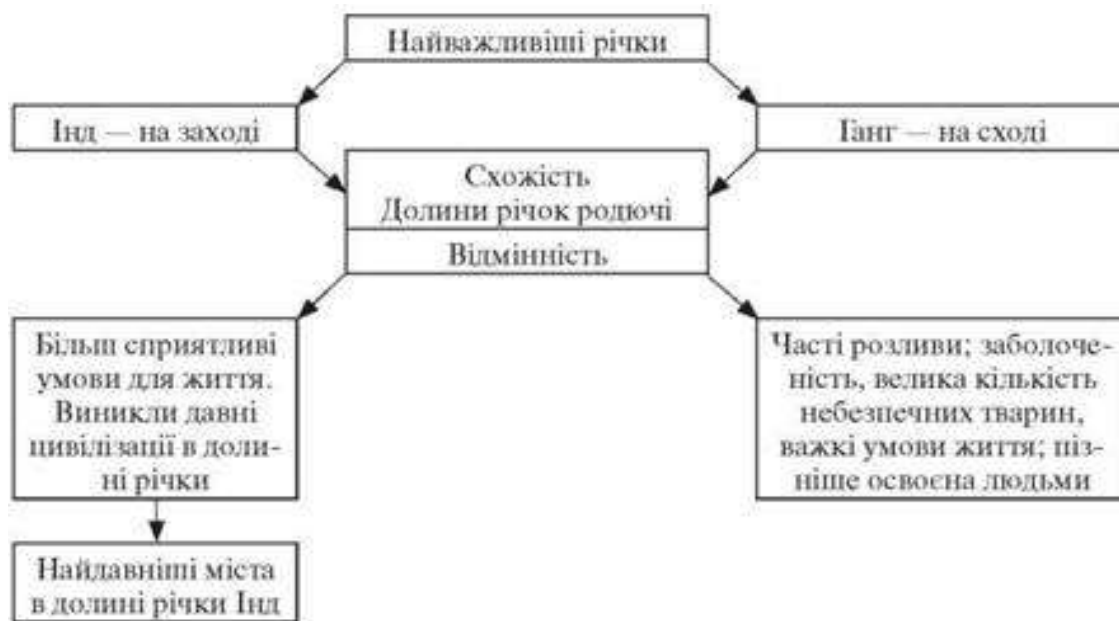 Найважливіші річки
Інд — на заході
Ганг — на сході
Схожість
Долини річок родючі
Відмінність
Більш сприятливі
умови для життя.
Виникли давні
цивілізації в доли-
ні річки
Часті розливи; заболоче-
ність, велика кількість
небезпечних тварин,
важкі умови життя; піз-
ніше освоєна людьми
Найдавніші міста
в долині річки Інд